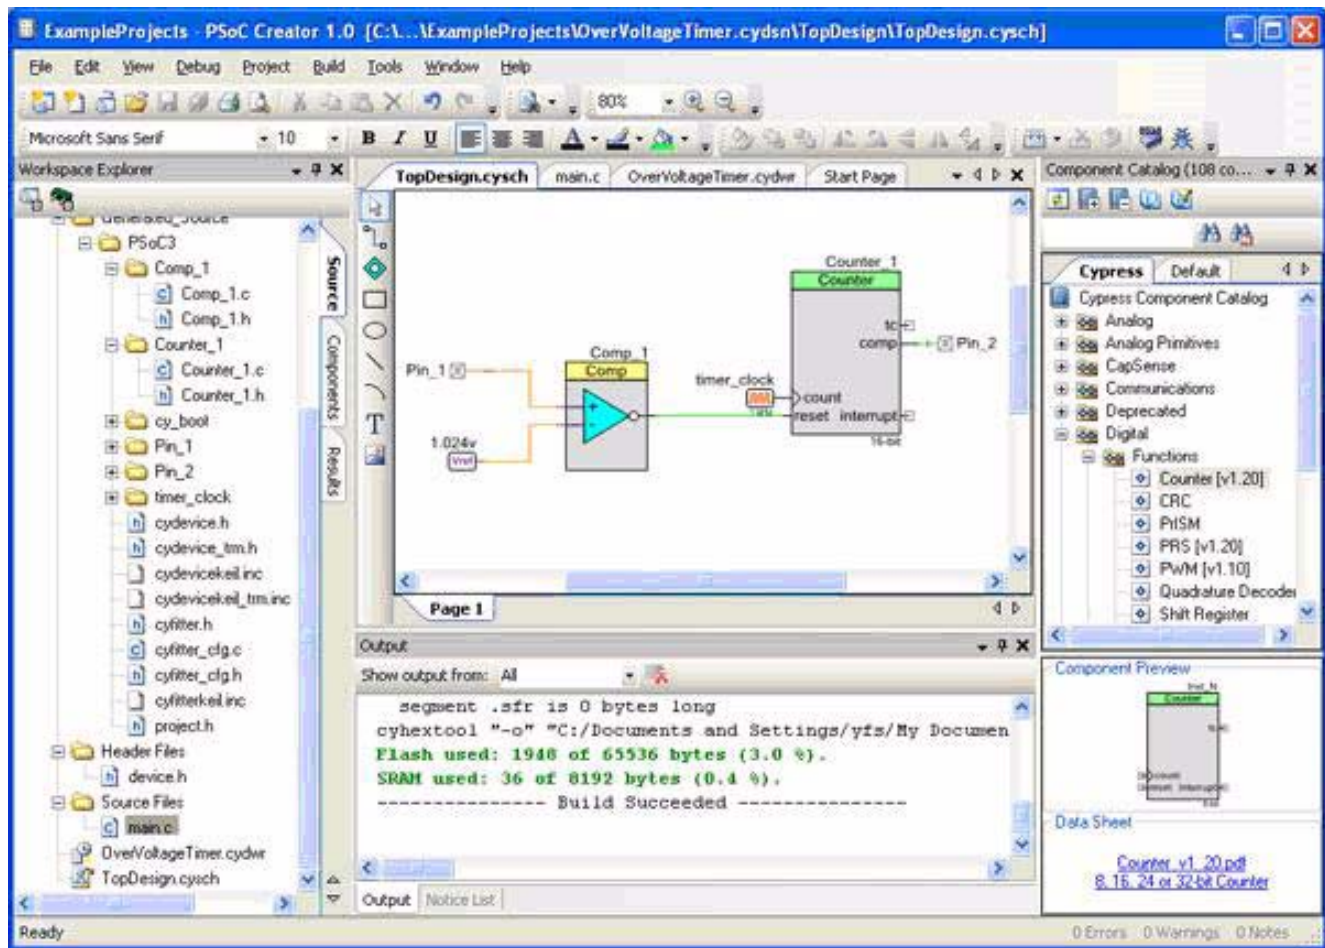 ExampleProjects - PSoC Creator 1.0 [C:\...\ExampleProjects\OverVoltageTimer.cydsn\TopDesign\TopDesign.cysch]
File Edit View Debug Project Build Tools Window Help
80%
Microsoft Sans Serif 10 B I U A
Workspace Explorer
Generated_Source
PSoC3
Comp_1
Comp_1.c
Comp_1.h
Counter_1
Counter_1.c
Counter_1.h
cy_boot
Pin_1
Pin_2
timer_clock
cydevice.h
cydevice_trm.h
cydevicekeil.inc
cydevicekeil_trm.inc
cyfitter.h
cyfitter_cfg.c
cyfitter_cfg.h
cyfitterkeil.inc
project.h
Header Files
device.h
Source Files
main.c
OverVoltageTimer.cydwr
TopDesign.cysch
Source
Components
Results
TopDesign.cysch main.c OverVoltageTimer.cydwr Start Page
T
Counter_1
Counter
tc
comp
Pin_2
Comp_1
Comp
Pin_1
timer_clock
count
reset interrupt
16-bit
1.024v
Vref
Page 1
Output
Show output from: All
segment .sfr is 0 bytes long
cyhextool "-o" "C:/Documents and Settings/yfs/My Documen
Flash used: 1948 of 65536 bytes (3.0 %).
SRAM used: 36 of 8192 bytes (0.4 %).
--------------- Build Succeeded ---------------
Output Notice List
Component Catalog (108 co...
Cypress Default
Cypress Component Catalog
Analog
Analog Primitives
CapSense
Communications
Deprecated
Digital
Functions
Counter [v1.20]
CRC
PrISM
PRS [v1.20]
PWM [v1.10]
Quadrature Decoder
Shift Register
Component Preview
Inst_N
Counter
count
reset interrupt
Data Sheet
Counter_v1_20.pdf
8, 16, 24 or 32-bit Counter
Ready
0 Errors 0 Warnings 0 Notes